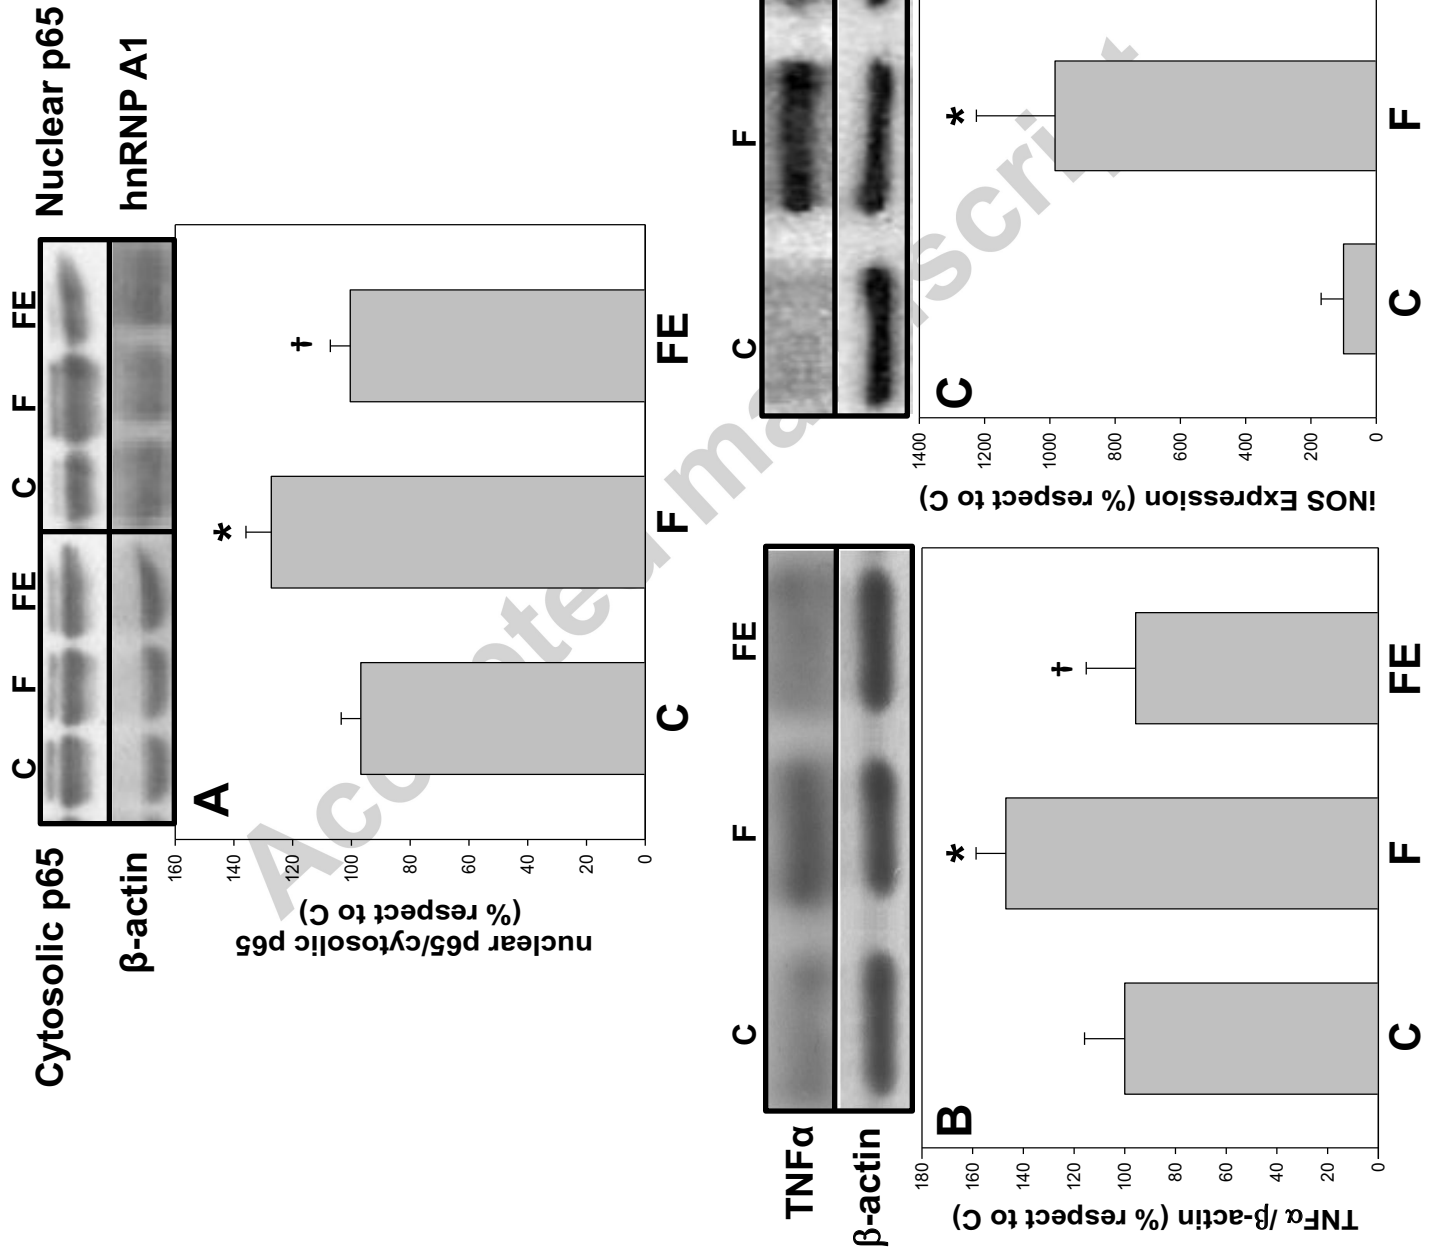 Nuclear p65
hnRNP A1
C F FE C F FE
Cytosolic p65
β-actin
A
160
140
120
100
80
60
40
20
0
nuclear p65/cytosolic p65
(% respect to C)
* †
C F FE
C F FE
TNFα
β-actin
B
180
160
140
120
100
80
60
40
20
0
TNFα/β-actin (% respect to C)
* †
C F FE
C F
C
1400
1200
1000
800
600
400
200
0
iNOS Expression (% respect to C)
*
C F
Accepted manuscript